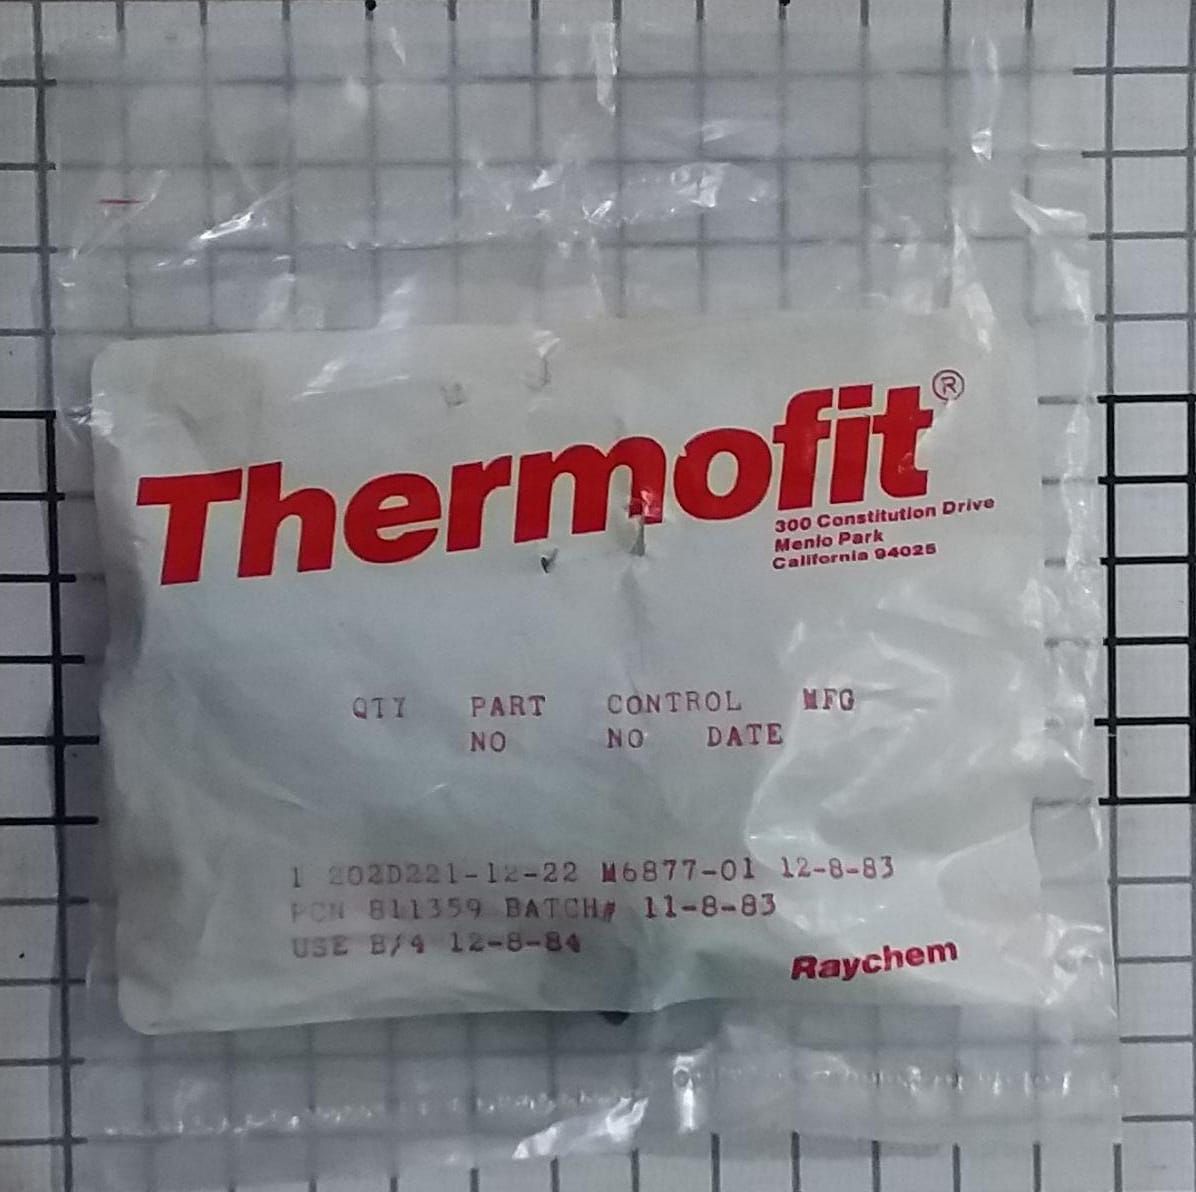 Thermofit®
300 Constitution Drive
Menlo Park
California 94025
QTY PART CONTROL MFG
NO NO DATE
1 202D221-12-22 M6877-01 12-8-83
PCN 811359 BATCH# 11-8-83
USE B/4 12-8-84
Raychem